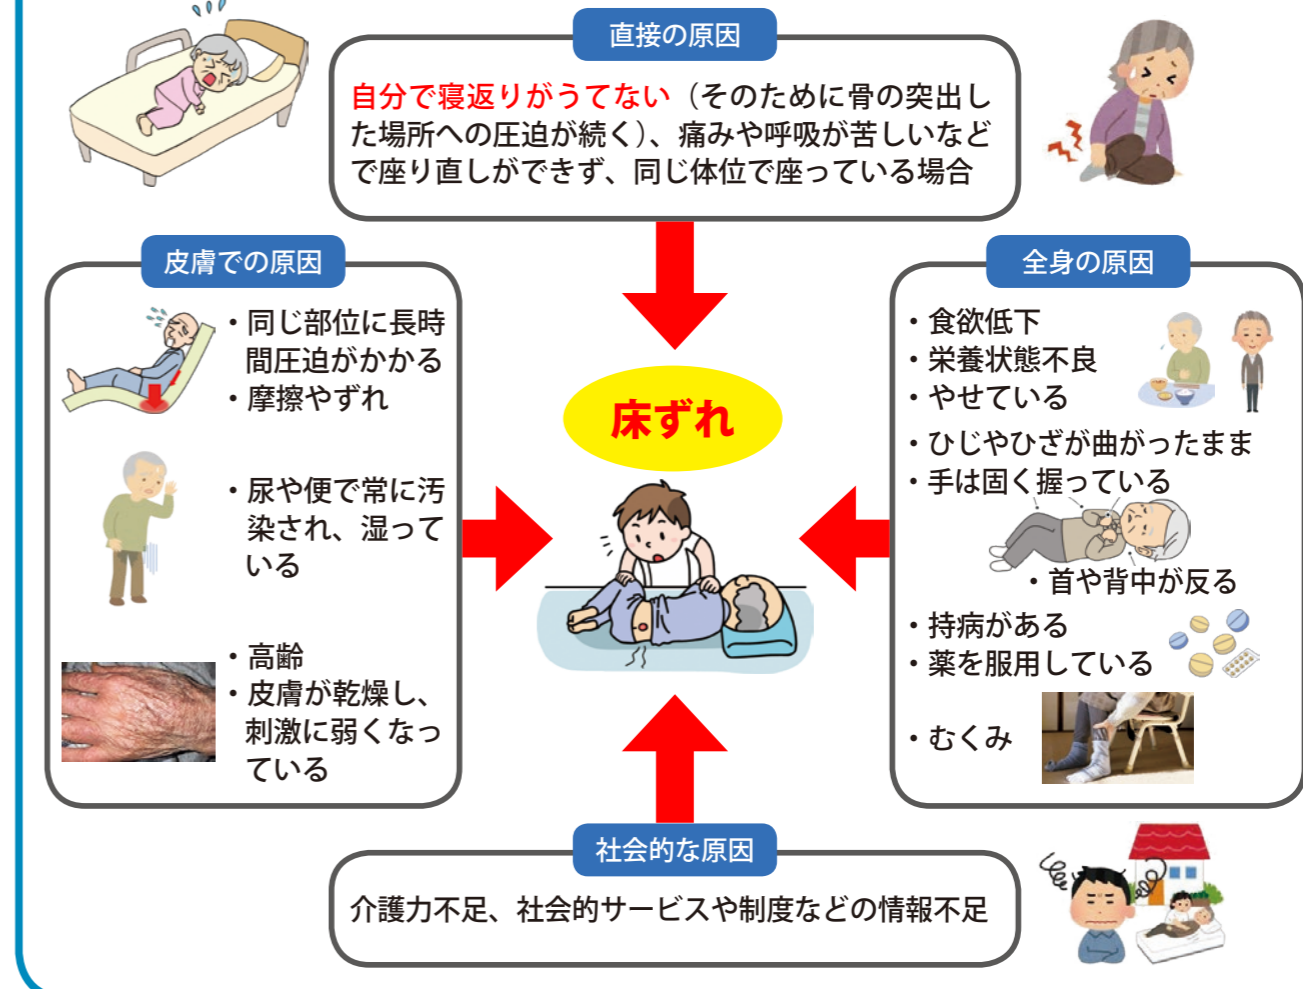 直接の原因
自分で寝返りがうてない（そのために骨の突出し
た場所への圧迫が続く）、痛みや呼吸が苦しいなど
で座り直しができず、同じ体位で座っている場合
皮膚での原因
・同じ部位に長時
間圧迫がかかる
・摩擦やずれ
・尿や便で常に汚
染され、湿って
いる
・高齢
・皮膚が乾燥し、
刺激に弱くなっ
ている
床ずれ
全身の原因
・食欲低下
・栄養状態不良
・やせている
・ひじやひざが曲がったまま
・手は固く握っている
・首や背中が反る
・持病がある
・薬を服用している
・むくみ
社会的な原因
介護力不足、社会的サービスや制度などの情報不足